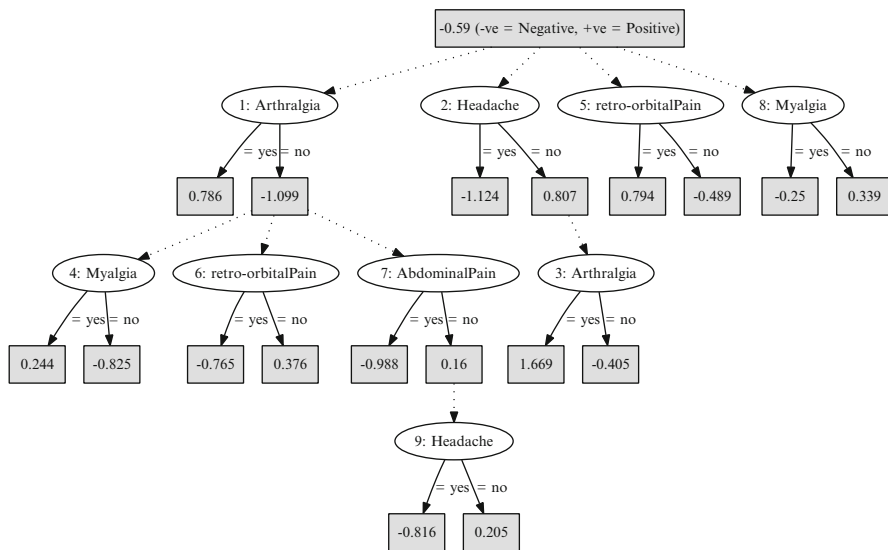 -0.59 (-ve = Negative, +ve = Positive)
1: Arthralgia
2: Headache
5: retro-orbitalPain
8: Myalgia
= yes = no
= yes = no
= yes = no
= yes = no
0.786
-1.099
-1.124
0.807
0.794
-0.489
-0.25
0.339
4: Myalgia
6: retro-orbitalPain
7: AbdominalPain
3: Arthralgia
= yes = no
= yes = no
= yes = no
= yes = no
0.244
-0.825
-0.765
0.376
-0.988
0.16
1.669
-0.405
9: Headache
= yes = no
-0.816
0.205